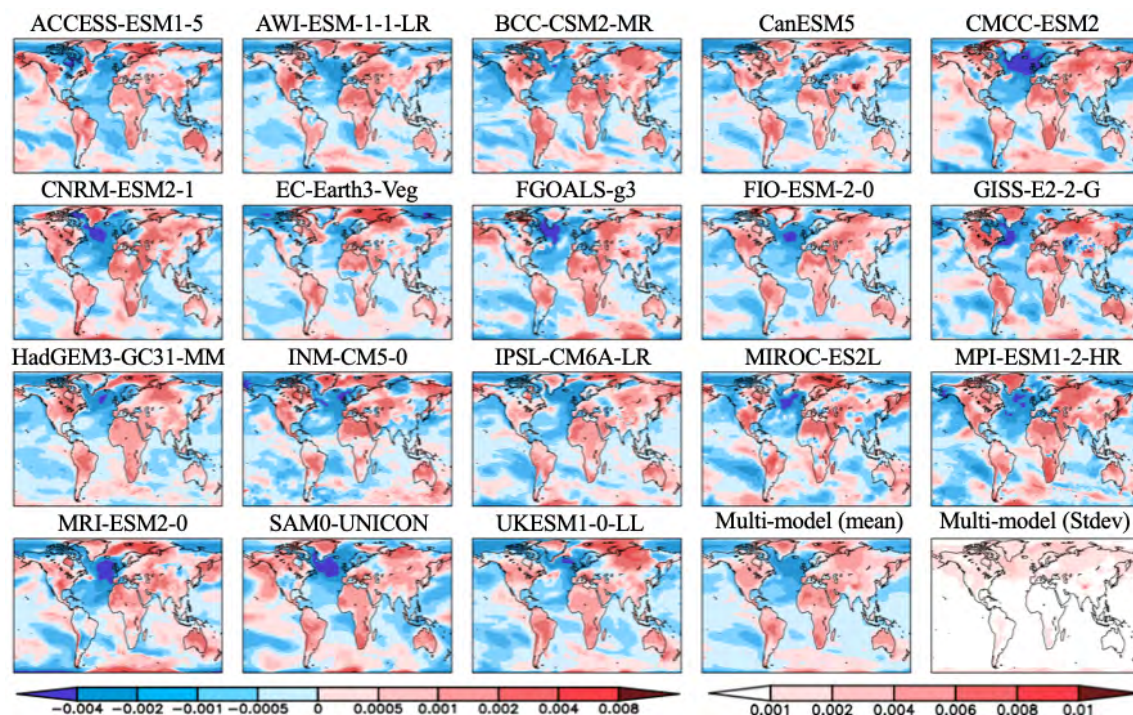 ACCESS-ESM1-5 AWI-ESM-1-1-LR BCC-CSM2-MR CanESM5 CMCC-ESM2
CNRM-ESM2-1 EC-Earth3-Veg FGOALS-g3 FIO-ESM-2-0 GISS-E2-2-G
HadGEM3-GC31-MM INM-CM5-0 IPSL-CM6A-LR MIROC-ES2L MPI-ESM1-2-HR
MRI-ESM2-0 SAM0-UNICON UKESM1-0-LL Multi-model (mean) Multi-model (Stdev)
-0.004 -0.002 -0.001 -0.0005 0 0.0005 0.001 0.002 0.004 0.008 0.001 0.002 0.004 0.006 0.008 0.01